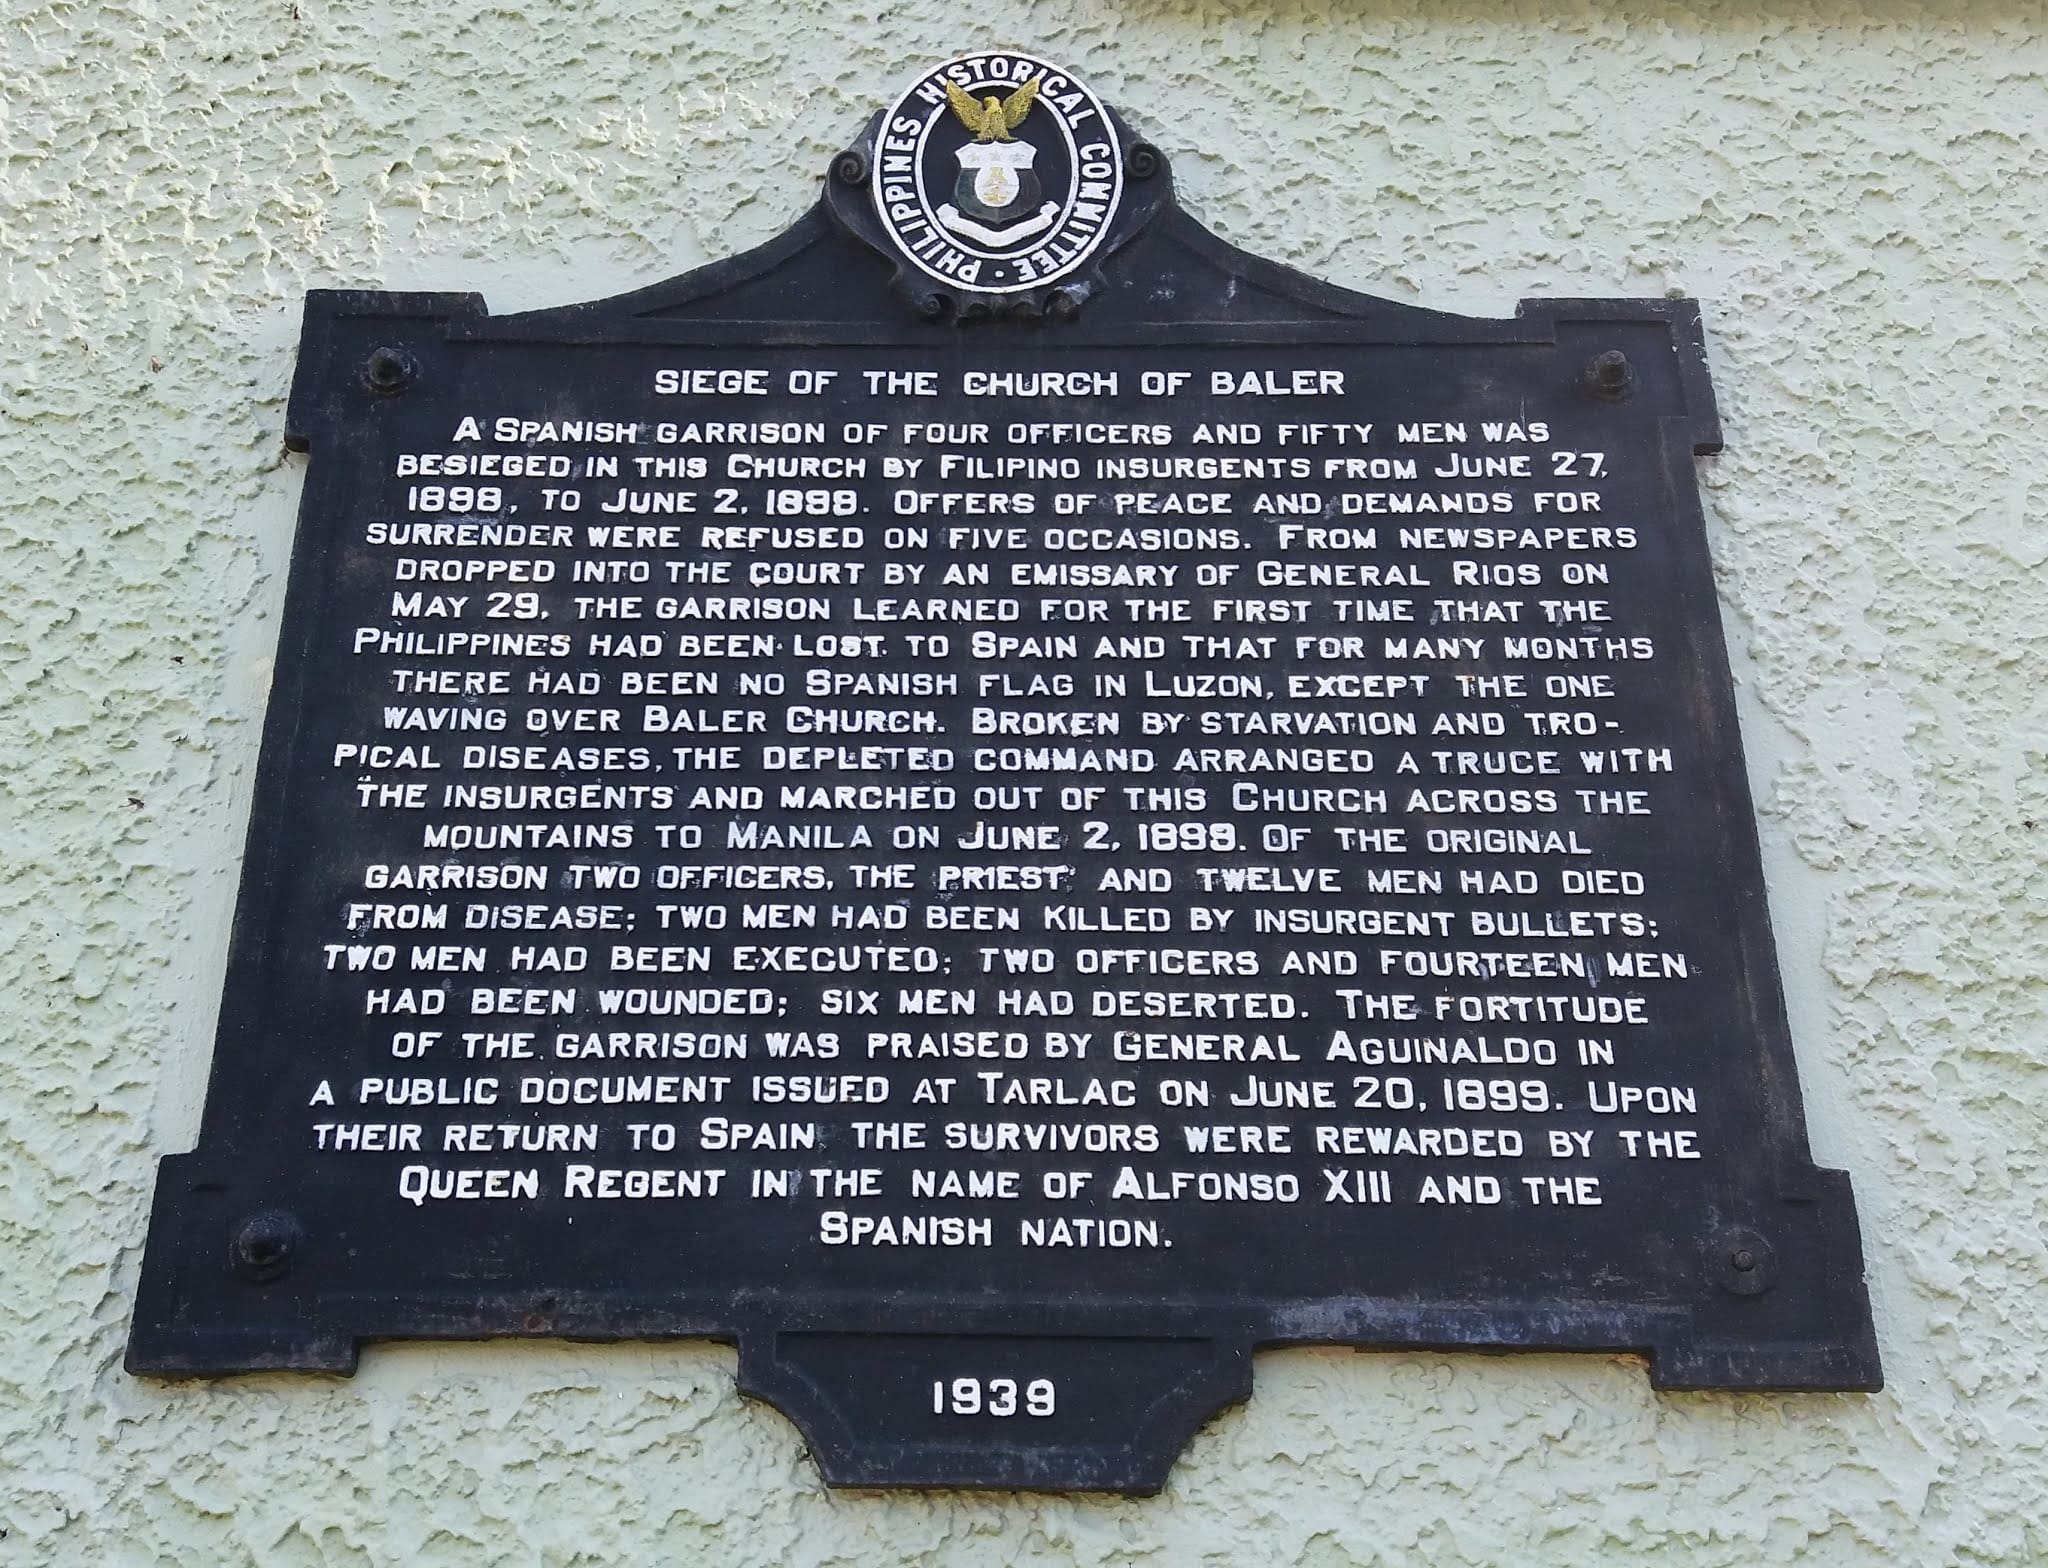 PHILIPPINES HISTORICAL COMMITTEE ·
SIEGE OF THE CHURCH OF BALER
A SPANISH GARRISON OF FOUR OFFICERS AND FIFTY MEN WAS
BESIEGED IN THIS CHURCH BY FILIPINO INSURGENTS FROM JUNE 27,
1898, TO JUNE 2, 1899. OFFERS OF PEACE AND DEMANDS FOR
SURRENDER WERE REFUSED ON FIVE OCCASIONS. FROM NEWSPAPERS
DROPPED INTO THE COURT BY AN EMISSARY OF GENERAL RIOS ON
MAY 29, THE GARRISON LEARNED FOR THE FIRST TIME THAT THE
PHILIPPINES HAD BEEN LOST TO SPAIN AND THAT FOR MANY MONTHS
THERE HAD BEEN NO SPANISH FLAG IN LUZON, EXCEPT THE ONE
WAVING OVER BALER CHURCH. BROKEN BY STARVATION AND TRO-
PICAL DISEASES, THE DEPLETED COMMAND ARRANGED A TRUCE WITH
THE INSURGENTS AND MARCHED OUT OF THIS CHURCH ACROSS THE
MOUNTAINS TO MANILA ON JUNE 2, 1899. OF THE ORIGINAL
GARRISON TWO OFFICERS, THE PRIEST, AND TWELVE MEN HAD DIED
FROM DISEASE; TWO MEN HAD BEEN KILLED BY INSURGENT BULLETS;
TWO MEN HAD BEEN EXECUTED; TWO OFFICERS AND FOURTEEN MEN
HAD BEEN WOUNDED; SIX MEN HAD DESERTED. THE FORTITUDE
OF THE GARRISON WAS PRAISED BY GENERAL AGUINALDO IN
A PUBLIC DOCUMENT ISSUED AT TARLAC ON JUNE 20, 1899. UPON
THEIR RETURN TO SPAIN THE SURVIVORS WERE REWARDED BY THE
QUEEN REGENT IN THE NAME OF ALFONSO XIII AND THE
SPANISH NATION.
1939